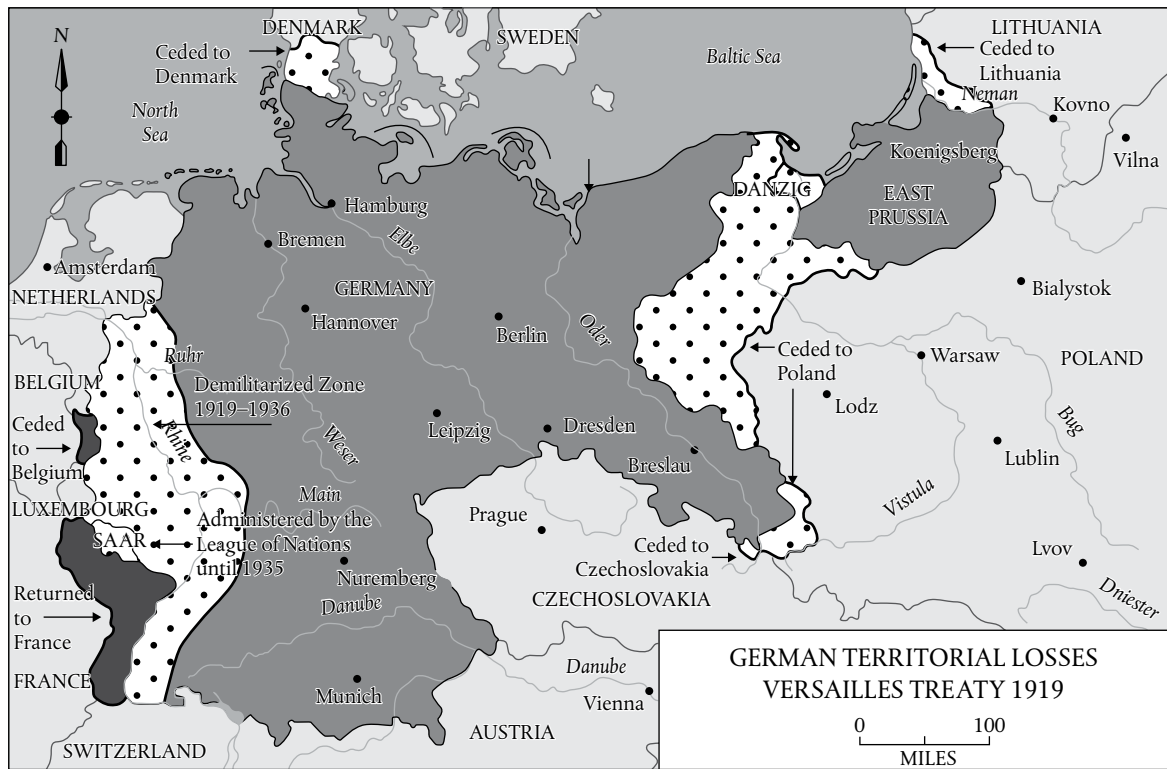 N
DENMARK
Ceded to
Denmark
SWEDEN
Baltic Sea
LITHUANIA
Ceded to
Lithuania
Neman
Kovno
Vilna
North
Sea
Koenigsberg
EAST
PRUSSIA
DANZIG
Hamburg
Bremen
Elbe
Amsterdam
NETHERLANDS
GERMANY
Hannover
Berlin
Oder
Bialystok
Ruhr
Ceded to
Poland
Warsaw
POLAND
BELGIUM
Demilitarized Zone
1919–1936
Lodz
Ceded
to
Belgium
Rhine
Weser
Leipzig
Dresden
Breslau
Bug
Lublin
LUXEMBOURG
Main
SAAR
Administered by the
League of Nations
until 1935
Prague
Vistula
Ceded to
Czechoslovakia
Lvov
Nuremberg
Returned
to
France
Danube
CZECHOSLOVAKIA
Dniester
FRANCE
Munich
Danube
Vienna
AUSTRIA
SWITZERLAND
GERMAN TERRITORIAL LOSSES
VERSAILLES TREATY 1919
0 100
MILES